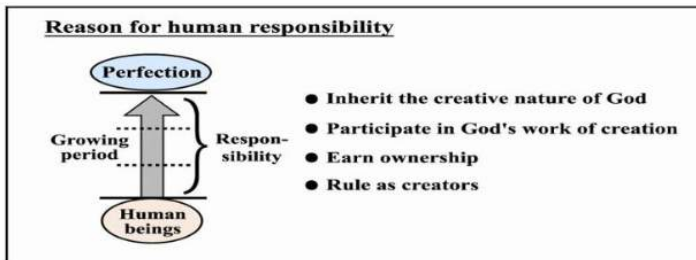 Reason for human responsibility
Perfection
Growing
period
Respon-
sibility
Human
beings
● Inherit the creative nature of God
● Participate in God's work of creation
● Earn ownership
● Rule as creators